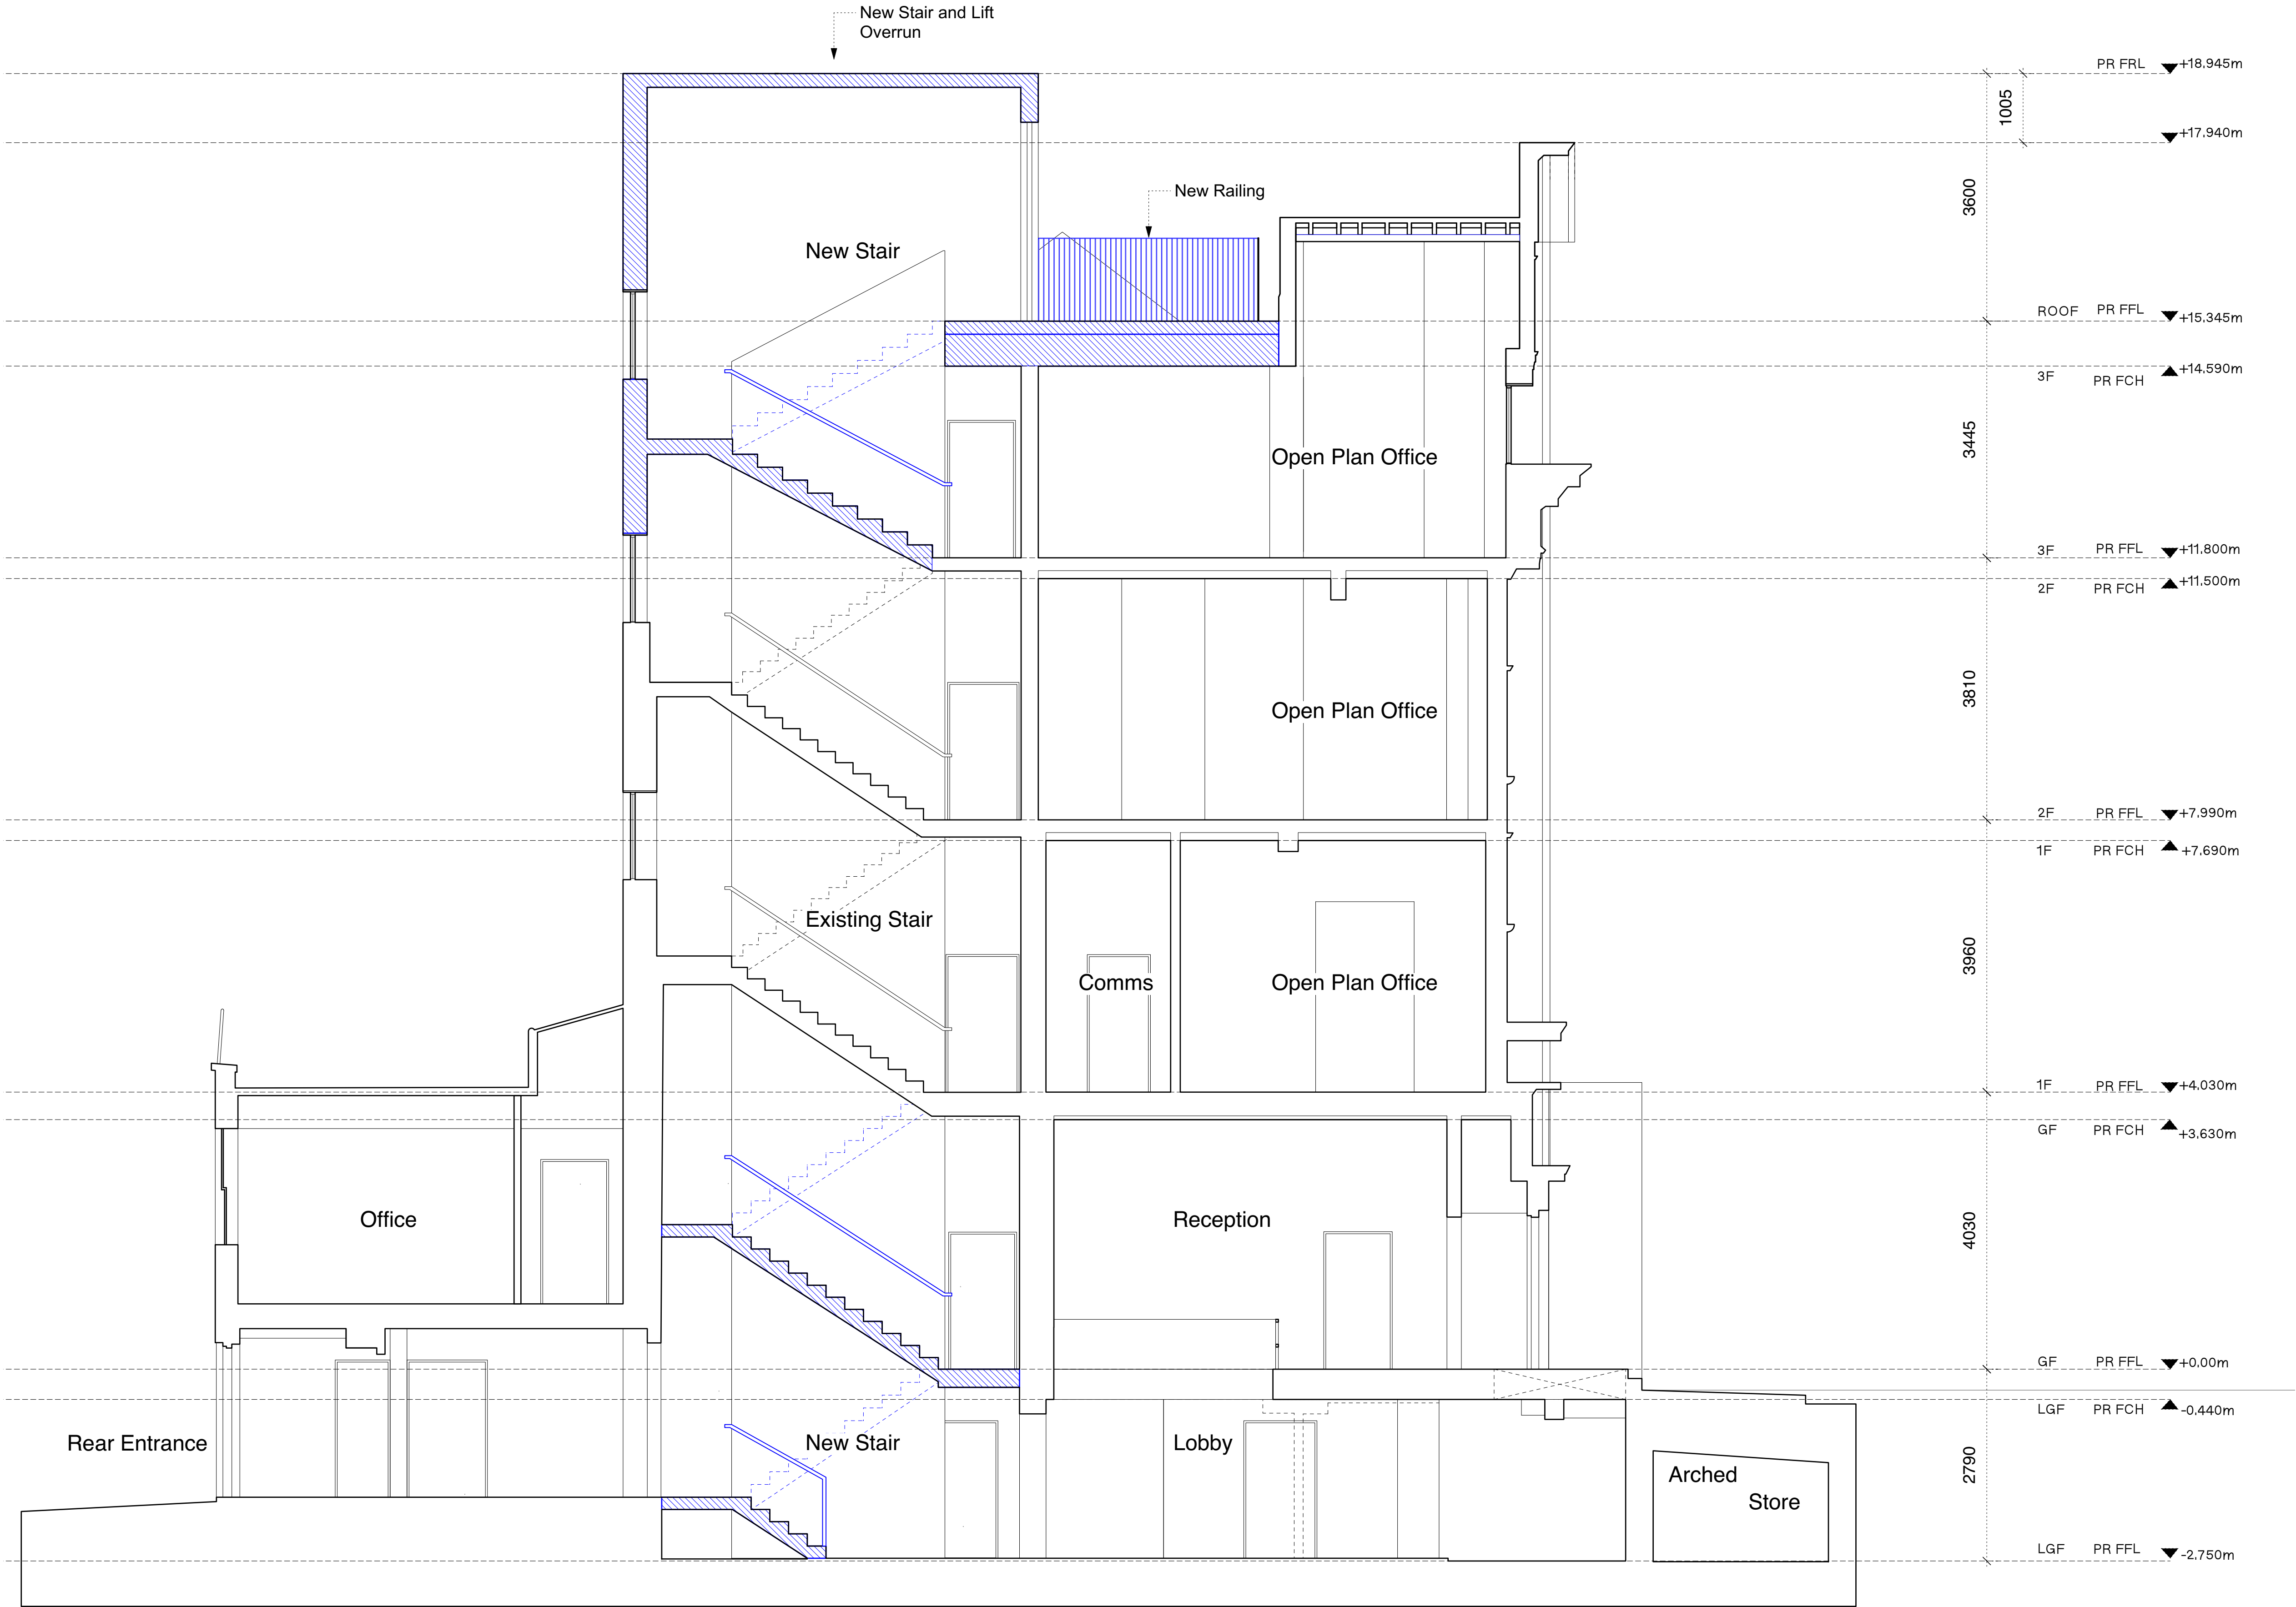 New Stair and Lift
Overrun
PR FRL +18.945m
1005
+17.940m
3600
New Railing
New Stair
ROOF PR FFL +15.345m
3F PR FCH +14.590m
3445
Open Plan Office
3F PR FFL +11.800m
2F PR FCH +11.500m
3810
Open Plan Office
2F PR FFL +7.990m
1F PR FCH +7.690m
Existing Stair
3960
Comms
Open Plan Office
1F PR FFL +4.030m
GF PR FCH +3.630m
Office
Reception
4030
GF PR FFL +0.00m
LGF PR FCH -0.440m
Rear Entrance
New Stair
Lobby
2790
Arched
Store
LGF PR FFL -2.750m